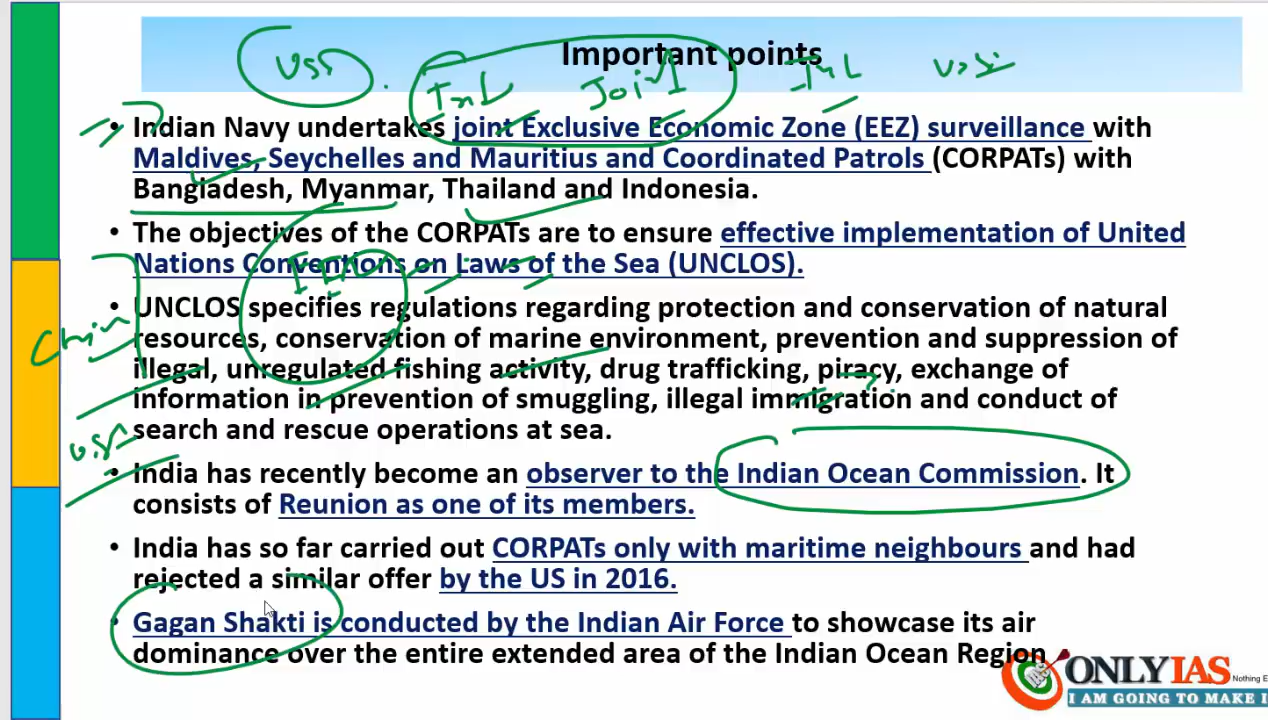 Important points
USA
Ind Joint
• Indian Navy undertakes joint Exclusive Economic Zone (EEZ) surveillance with
Maldives, Seychelles and Mauritius and Coordinated Patrols (CORPATs) with
Bangladesh, Myanmar, Thailand and Indonesia.
• The objectives of the CORPATs are to ensure effective implementation of United
Nations Conventions on Laws of the Sea (UNCLOS).
• UNCLOS specifies regulations regarding protection and conservation of natural
resources, conservation of marine environment, prevention and suppression of
illegal, unregulated fishing activity, drug trafficking, piracy, exchange of
information in prevention of smuggling, illegal immigration and conduct of
search and rescue operations at sea.
China
• India has recently become an observer to the Indian Ocean Commission. It
consists of Reunion as one of its members.
• India has so far carried out CORPATs only with maritime neighbours and had
rejected a similar offer by the US in 2016.
• Gagan Shakti is conducted by the Indian Air Force to showcase its air
dominance over the entire extended area of the Indian Ocean Region
ONLYIAS
Nothing E
I AM GOING TO MAKE I